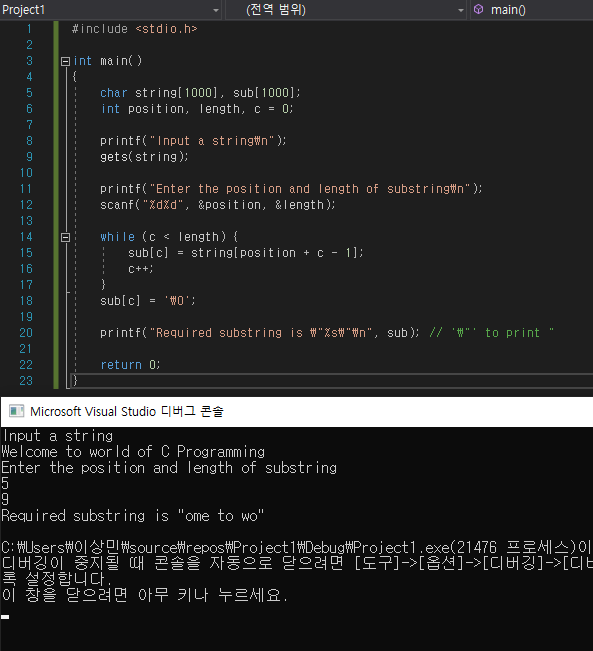 Project1 (전역 범위) main()
1 #include <stdio.h>
2
3 int main()
4 {
5 char string[1000], sub[1000];
6 int position, length, c = 0;
7
8 printf("Input a string₩n");
9 gets(string);
10
11 printf("Enter the position and length of substring₩n");
12 scanf("%d%d", &position, &length);
13
14 while (c < length) {
15 sub[c] = string[position + c - 1];
16 c++;
17 }
18 sub[c] = '₩0';
19
20 printf("Required substring is ₩"%s₩"₩n", sub); // '₩"' to print "
21
22 return 0;
23 }
Microsoft Visual Studio 디버그 콘솔
Input a string
Welcome to world of C Programming
Enter the position and length of substring
5
9
Required substring is "ome to wo"
C:₩Users₩이상민₩source₩repos₩Project1₩Debug₩Project1.exe(21476 프로세스)이
디버깅이 중지될 때 콘솔을 자동으로 닫으려면 [도구]->[옵션]->[디버깅]->[디버
록 설정합니다.
이 창을 닫으려면 아무 키나 누르세요.